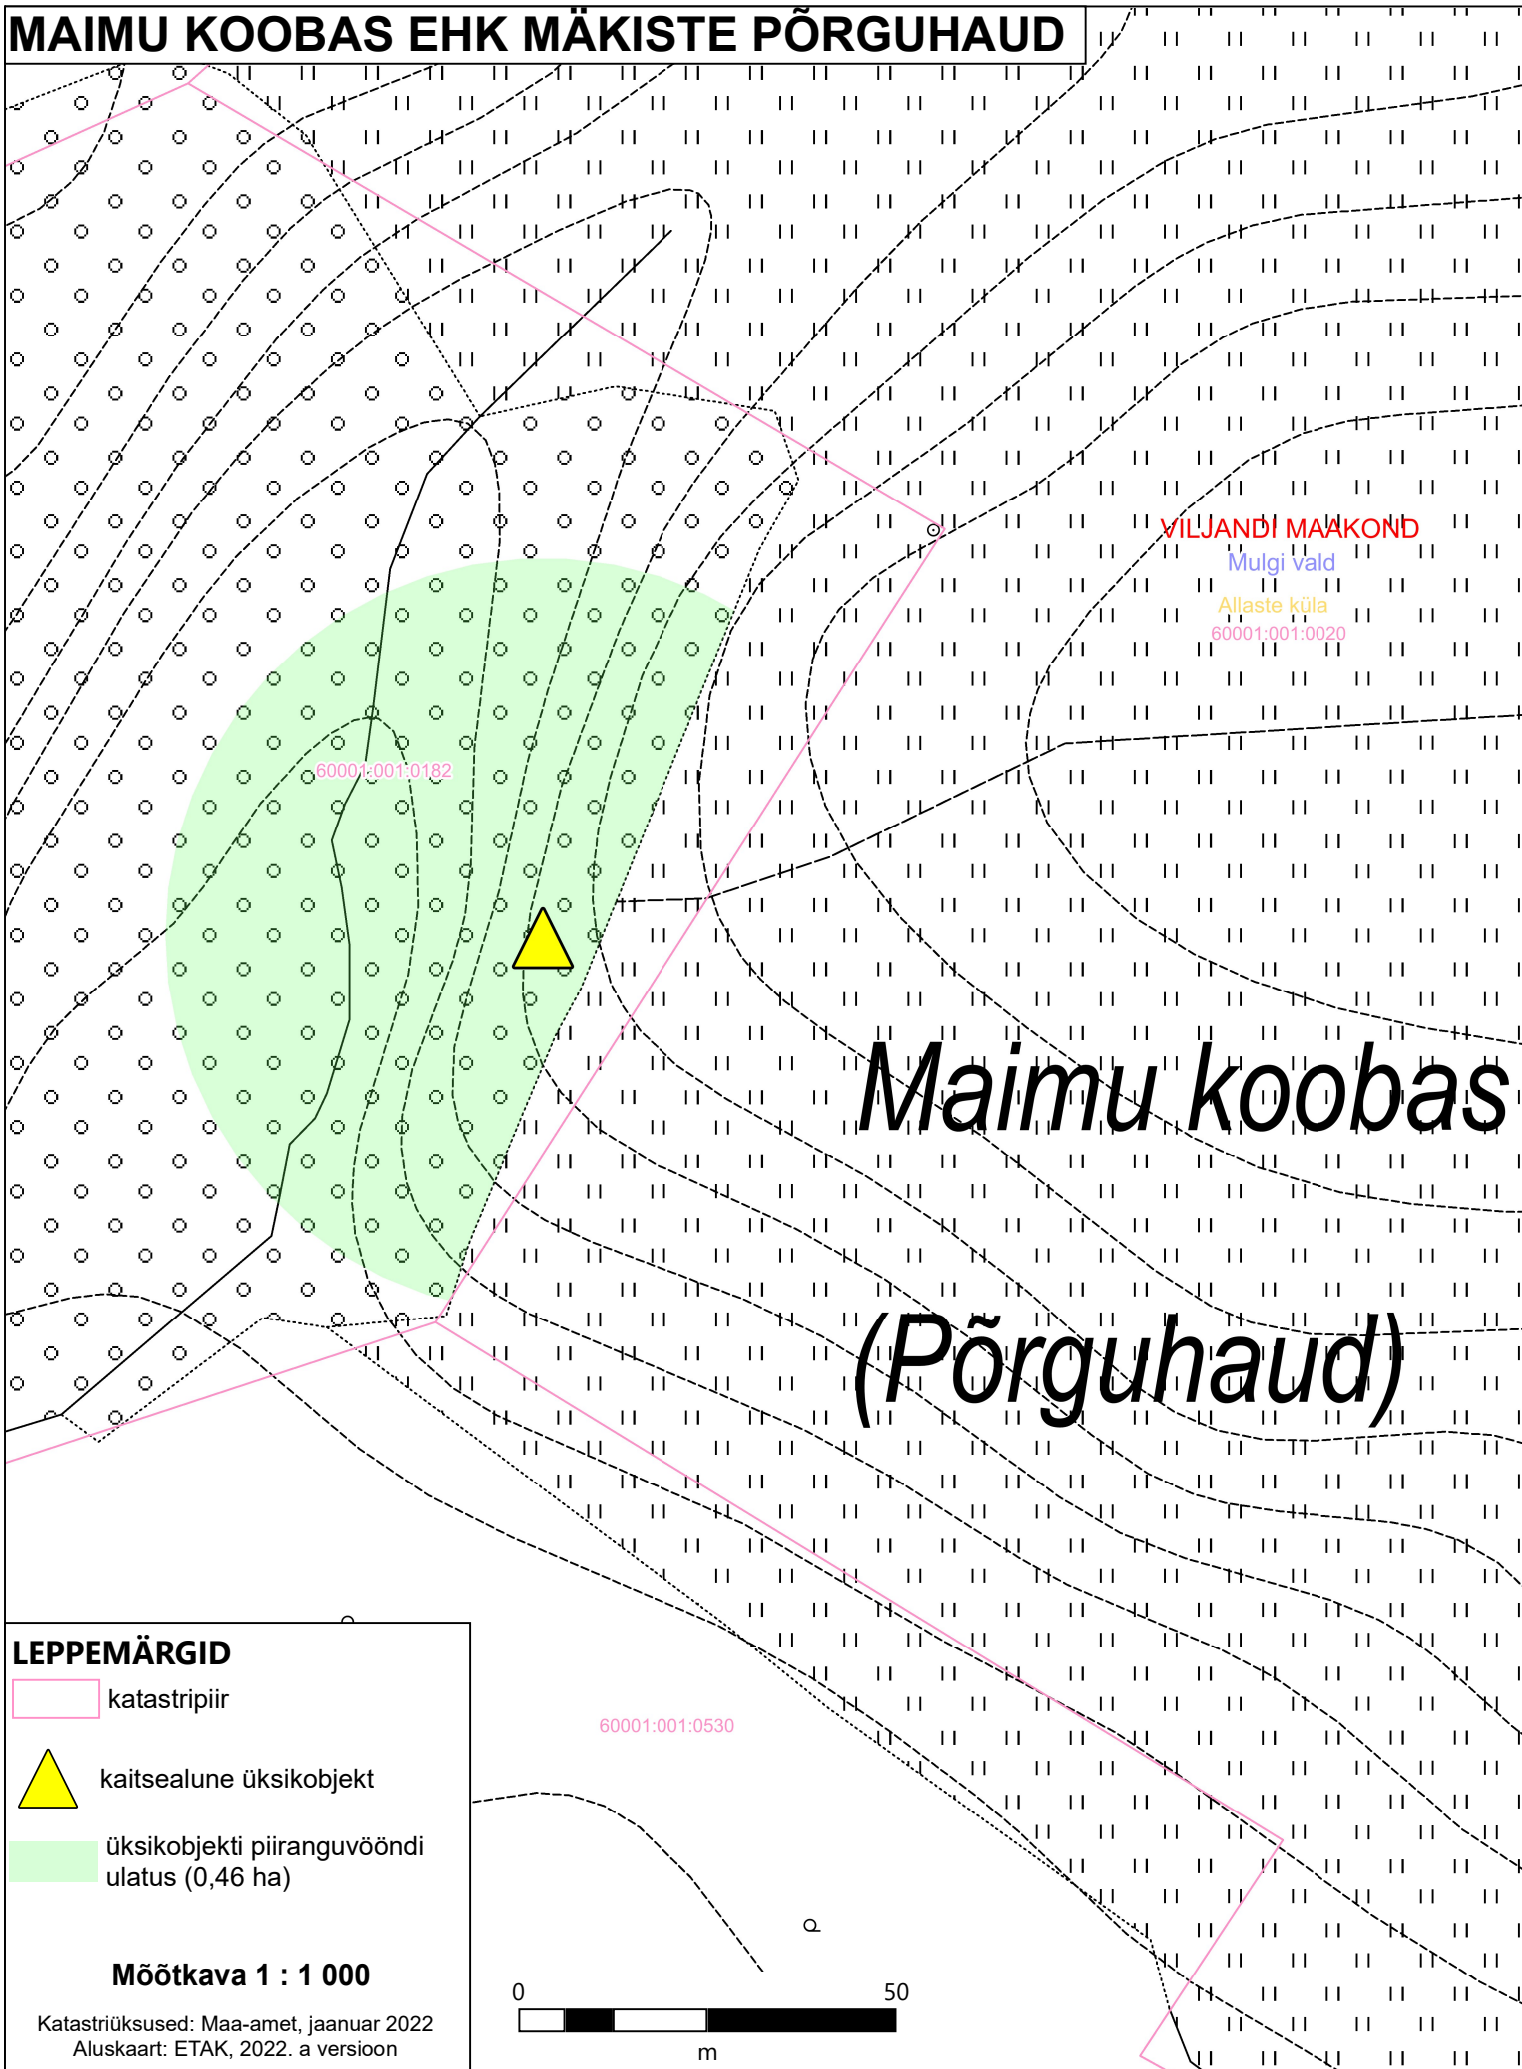 MAIMU KOOBAS EHK MÄKISTE PÕRGUHAUD
VILJANDI MAAKOND
Mulgi vald
Allaste küla
60001:001:0020
60001:001:0182
Maimu koobas
(Põrguhaud)
60001:001:0530
LEPPEMÄRGID
katastripiir
kaitsealune üksikobjekt
üksikobjekti piiranguvööndi
ulatus (0,46 ha)
Mõõtkava 1 : 1 000
Katastriüksused: Maa-amet, jaanuar 2022
Aluskaart: ETAK, 2022. a versioon
0 50
m